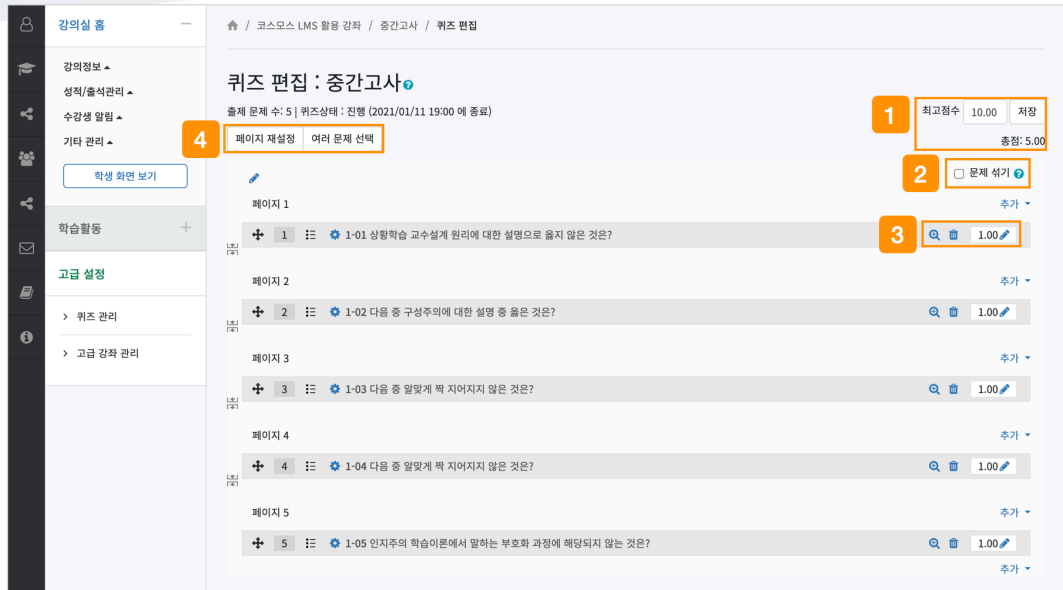 강의실 홈
강의정보
성적/출석관리
수강생 알림
기타 관리
학생 화면 보기
학습활동
고급 설정
퀴즈 관리
고급 강좌 관리
/ 코스모스 LMS 활용 강좌 / 중간고사 / 퀴즈 편집
퀴즈 편집 : 중간고사
출제 문제 수: 5 | 퀴즈상태 : 진행 (2021/01/11 19:00 에 종료)
1 최고점수 10.00 저장
총점: 5.00
4 페이지 재설정 여러 문제 선택
2 문제 섞기
페이지 1 추가
1 1-01 상황학습 교수설계 원리에 대한 설명으로 옳지 않은 것은? 3 1.00
페이지 2 추가
2 1-02 다음 중 구성주의에 대한 설명 중 옳은 것은? 1.00
페이지 3 추가
3 1-03 다음 중 알맞게 짝 지어지지 않은 것은? 1.00
페이지 4 추가
4 1-04 다음 중 알맞게 짝 지어지지 않은 것은? 1.00
페이지 5 추가
5 1-05 인지주의 학습이론에서 말하는 부호화 과정에 해당되지 않는 것은? 1.00
추가